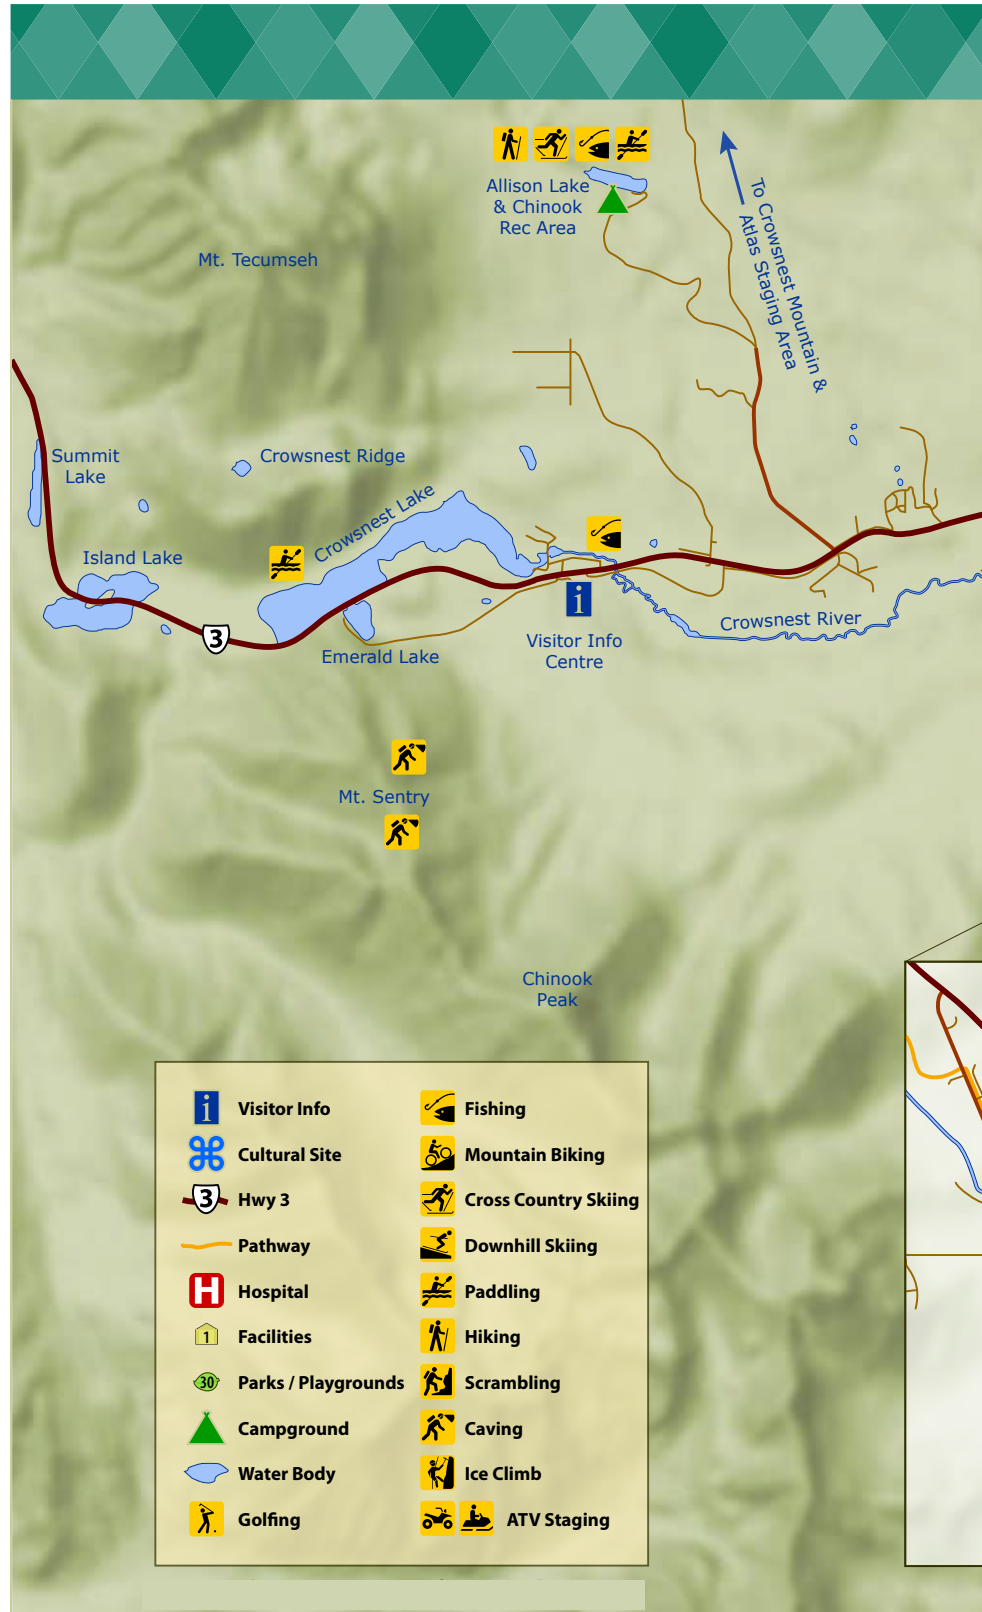 Allison Lake
& Chinook
Rec Area
To Crowsnest Mountain &
Atlas Staging Area
Mt. Tecumseh
Summit
Lake
Crowsnest Ridge
Crowsnest Lake
Island Lake
3
Emerald Lake
i
Visitor Info
Centre
Crowsnest River
Mt. Sentry
Chinook
Peak
i Visitor Info
Cultural Site
3 Hwy 3
Pathway
H Hospital
1 Facilities
30 Parks / Playgrounds
Campground
Water Body
Golfing
Fishing
Mountain Biking
Cross Country Skiing
Downhill Skiing
Paddling
Hiking
Scrambling
Caving
Ice Climb
ATV Staging